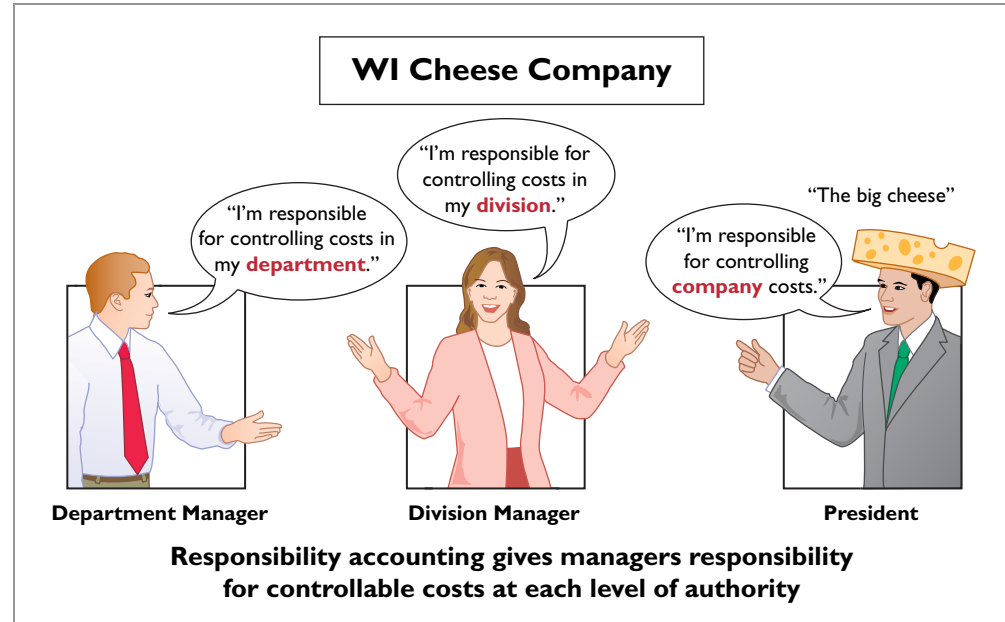 WI Cheese Company
“I’m responsible
for controlling costs in
my department.”
“I’m responsible for
controlling costs in
my division.”
“The big cheese”
“I’m responsible
for controlling
company costs.”
Department Manager
Division Manager
President
Responsibility accounting gives managers responsibility
for controllable costs at each level of authority